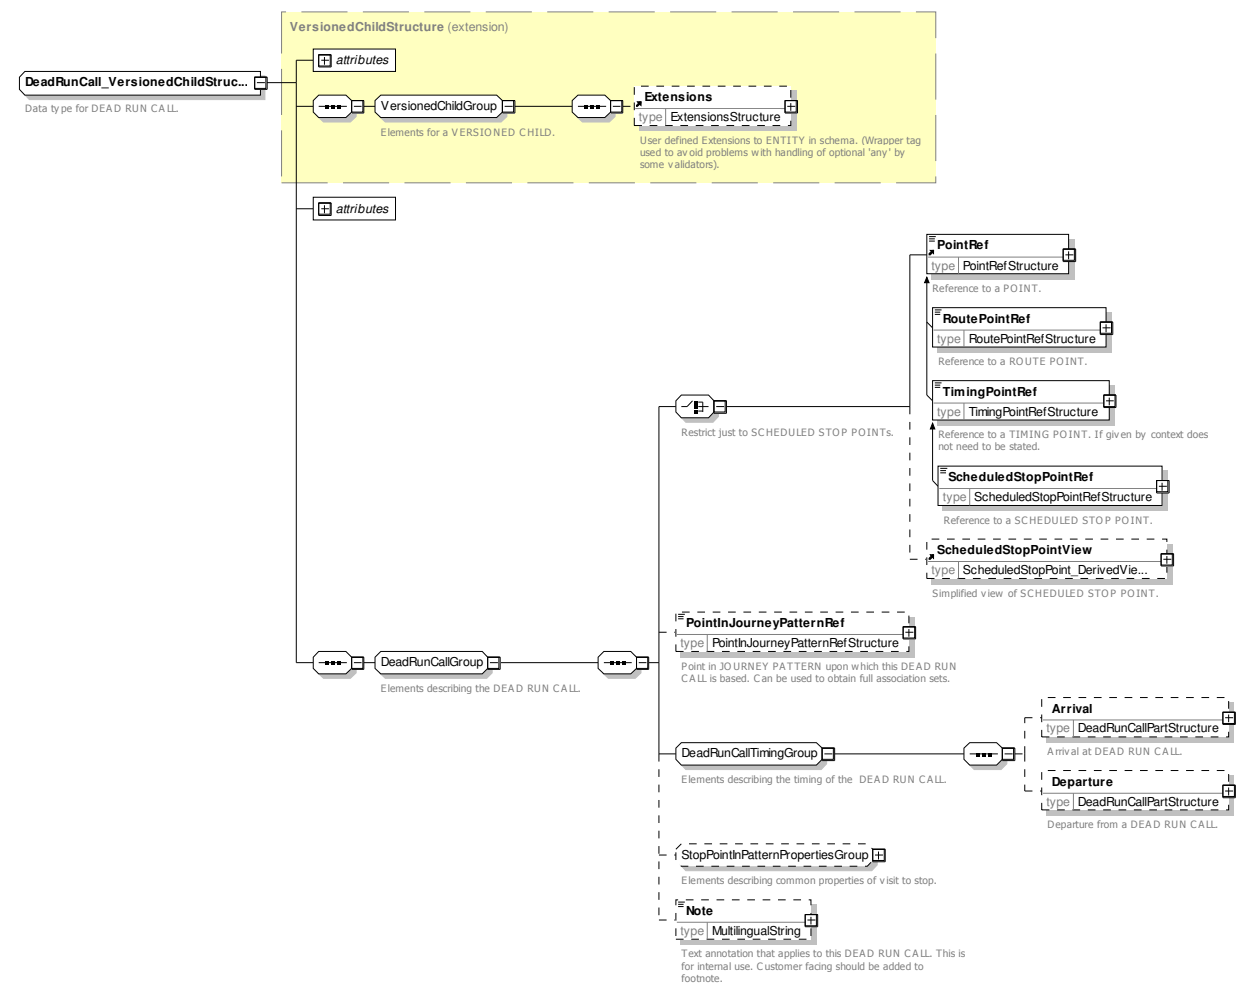 VersionedChildStructure (extension)
attributes
DeadRunCall_VersionedChildStruc...
Data type for DEAD RUN CALL.
VersionedChildGroup
Elements for a VERSIONED CHILD.
Extensions
type ExtensionsStructure
User defined Extensions to ENTITY in schema. (Wrapper tag
used to avoid problems with handling of optional 'any' by
some validators).
attributes
PointRef
type PointRefStructure
Reference to a POINT.
RoutePointRef
type RoutePointRefStructure
Reference to a ROUTE POINT.
TimingPointRef
type TimingPointRefStructure
Reference to a TIMING POINT. If given by context does
not need to be stated.
Restrict just to SCHEDULED STOP POINTs.
ScheduledStopPointRef
type ScheduledStopPointRefStructure
Reference to a SCHEDULED STOP POINT.
ScheduledStopPointView
type ScheduledStopPoint_DerivedVie...
Simplified view of SCHEDULED STOP POINT.
PointInJourneyPatternRef
type PointInJourneyPatternRefStructure
Point in JOURNEY PATTERN upon which this DEAD RUN
CALL is based. Can be used to obtain full association sets.
DeadRunCallGroup
Elements describing the DEAD RUN CALL.
Arrival
type DeadRunCallPartStructure
Arrival at DEAD RUN CALL.
DeadRunCallTimingGroup
Elements describing the timing of the  DEAD RUN CALL.
Departure
type DeadRunCallPartStructure
Departure from a DEAD RUN CALL.
StopPointInPatternPropertiesGroup
Elements describing common properties of visit to stop.
Note
type MultilingualString
Text annotation that applies to this DEAD RUN CALL. This is
for internal use. Customer facing should be added to
footnote.